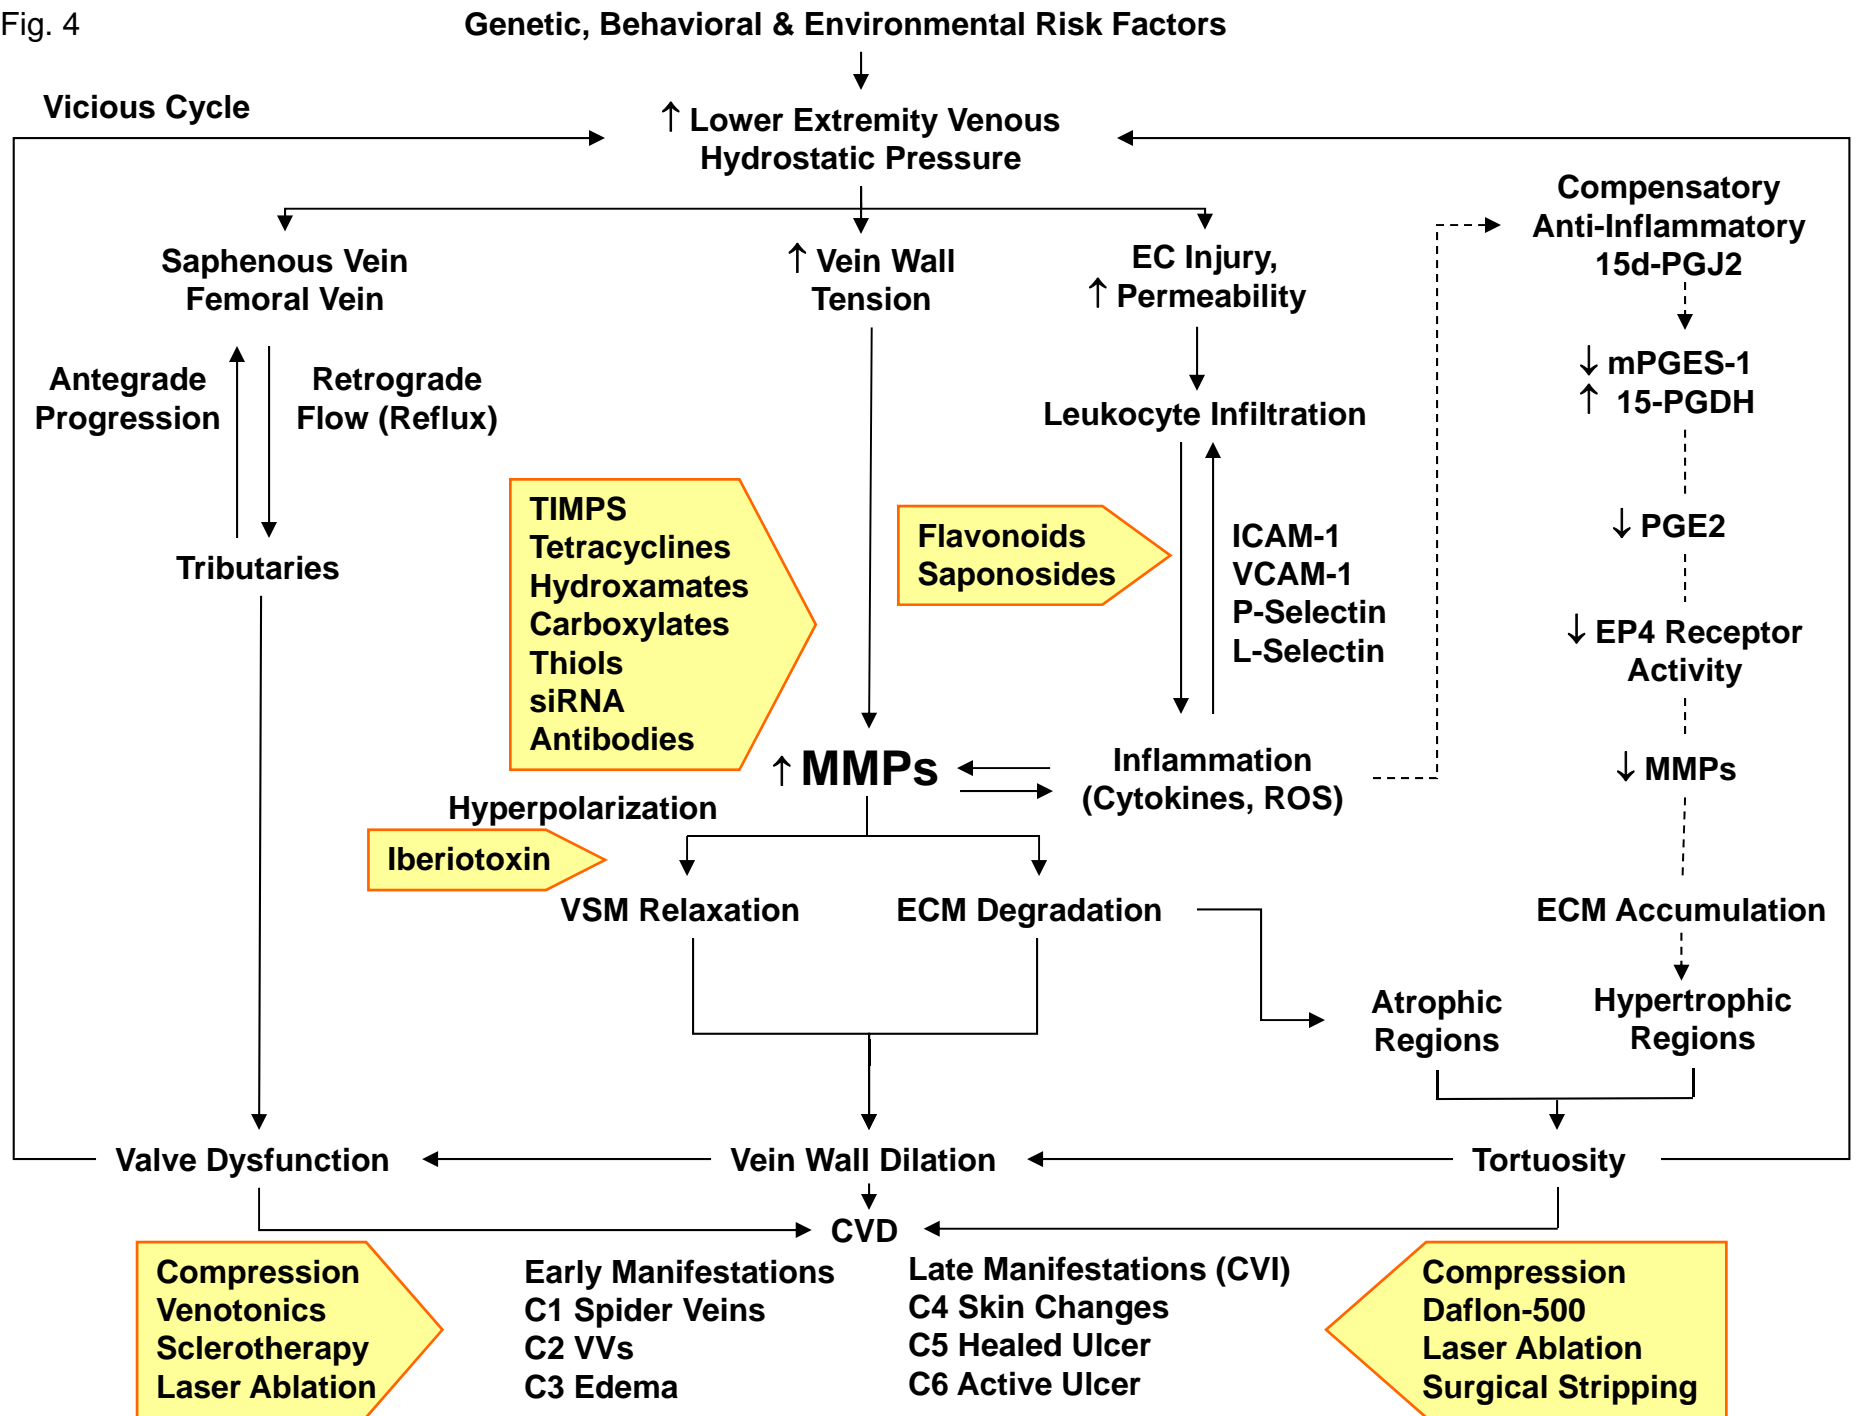 Fig. 4
Genetic, Behavioral & Environmental Risk Factors
Vicious Cycle
↑ Lower Extremity Venous
Hydrostatic Pressure
Saphenous Vein
Femoral Vein
↑ Vein Wall
Tension
EC Injury,
↑ Permeability
Compensatory
Anti-Inflammatory
15d-PGJ2
Antegrade
Progression
Retrograde
Flow (Reflux)
Leukocyte Infiltration
↓ mPGES-1
↑ 15-PGDH
TIMPS
Tetracyclines
Hydroxamates
Carboxylates
Thiols
siRNA
Antibodies
Flavonoids
Saponosides
ICAM-1
VCAM-1
P-Selectin
L-Selectin
↓ PGE2
Tributaries
↓ EP4 Receptor
Activity
↑ MMPs
Inflammation
(Cytokines, ROS)
↓ MMPs
Hyperpolarization
Iberiotoxin
VSM Relaxation
ECM Degradation
ECM Accumulation
Atrophic
Regions
Hypertrophic
Regions
Valve Dysfunction
Vein Wall Dilation
Tortuosity
CVD
Compression
Venotonics
Sclerotherapy
Laser Ablation
Early Manifestations
C1 Spider Veins
C2 VVs
C3 Edema
Late Manifestations (CVI)
C4 Skin Changes
C5 Healed Ulcer
C6 Active Ulcer
Compression
Daflon-500
Laser Ablation
Surgical Stripping